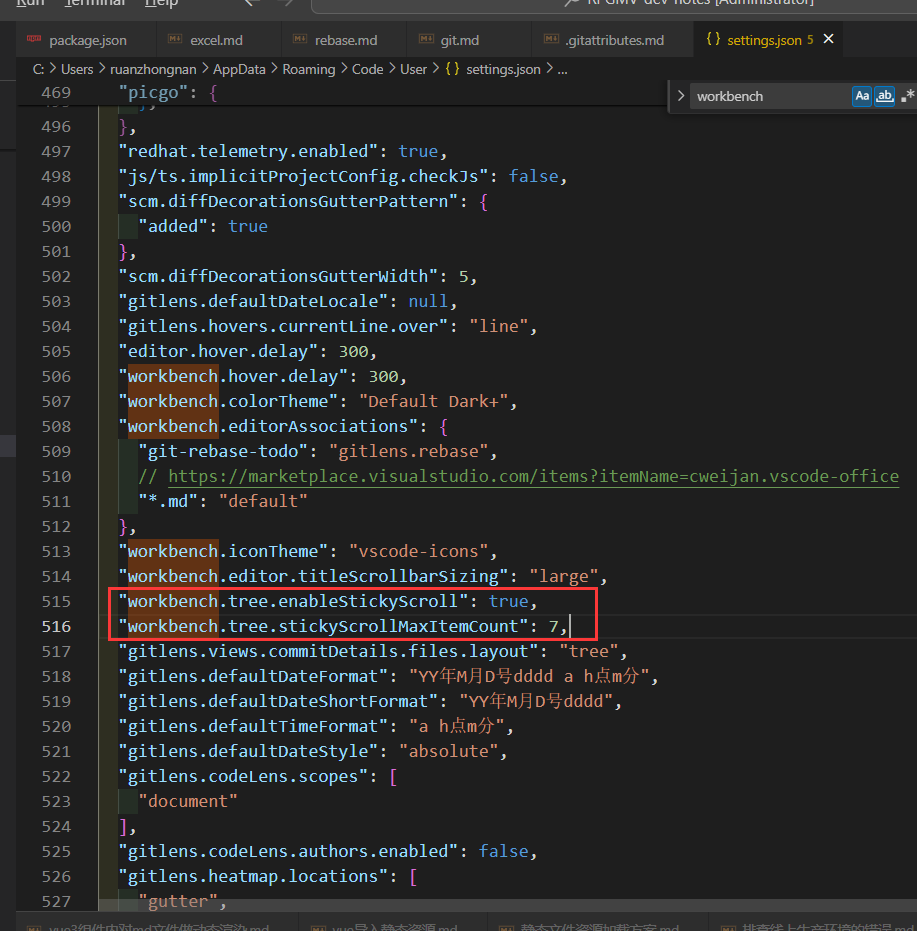 Run Terminal Help RPGMV-dev-notes [Administrator]
package.json excel.md rebase.md git.md .gitattributes.md settings.json 5
C: > Users > ruanzhongnan > AppData > Roaming > Code > User > {} settings.json > ...
workbench
469 "picgo": {
496 },
497 "redhat.telemetry.enabled": true,
498 "js/ts.implicitProjectConfig.checkJs": false,
499 "scm.diffDecorationsGutterPattern": {
500 "added": true
501 },
502 "scm.diffDecorationsGutterWidth": 5,
503 "gitlens.defaultDateLocale": null,
504 "gitlens.hovers.currentLine.over": "line",
505 "editor.hover.delay": 300,
506 "workbench.hover.delay": 300,
507 "workbench.colorTheme": "Default Dark+",
508 "workbench.editorAssociations": {
509 "git-rebase-todo": "gitlens.rebase",
510 // https://marketplace.visualstudio.com/items?itemName=cweijan.vscode-office
511 "*.md": "default"
512 },
513 "workbench.iconTheme": "vscode-icons",
514 "workbench.editor.titleScrollbarSizing": "large",
515 "workbench.tree.enableStickyScroll": true,
516 "workbench.tree.stickyScrollMaxItemCount": 7,
517 "gitlens.views.commitDetails.files.layout": "tree",
518 "gitlens.defaultDateFormat": "YY年M月D号dddd a h点m分",
519 "gitlens.defaultDateShortFormat": "YY年M月D号dddd",
520 "gitlens.defaultTimeFormat": "a h点m分",
521 "gitlens.defaultDateStyle": "absolute",
522 "gitlens.codeLens.scopes": [
523 "document"
524 ],
525 "gitlens.codeLens.authors.enabled": false,
526 "gitlens.heatmap.locations": [
527 "gutter",